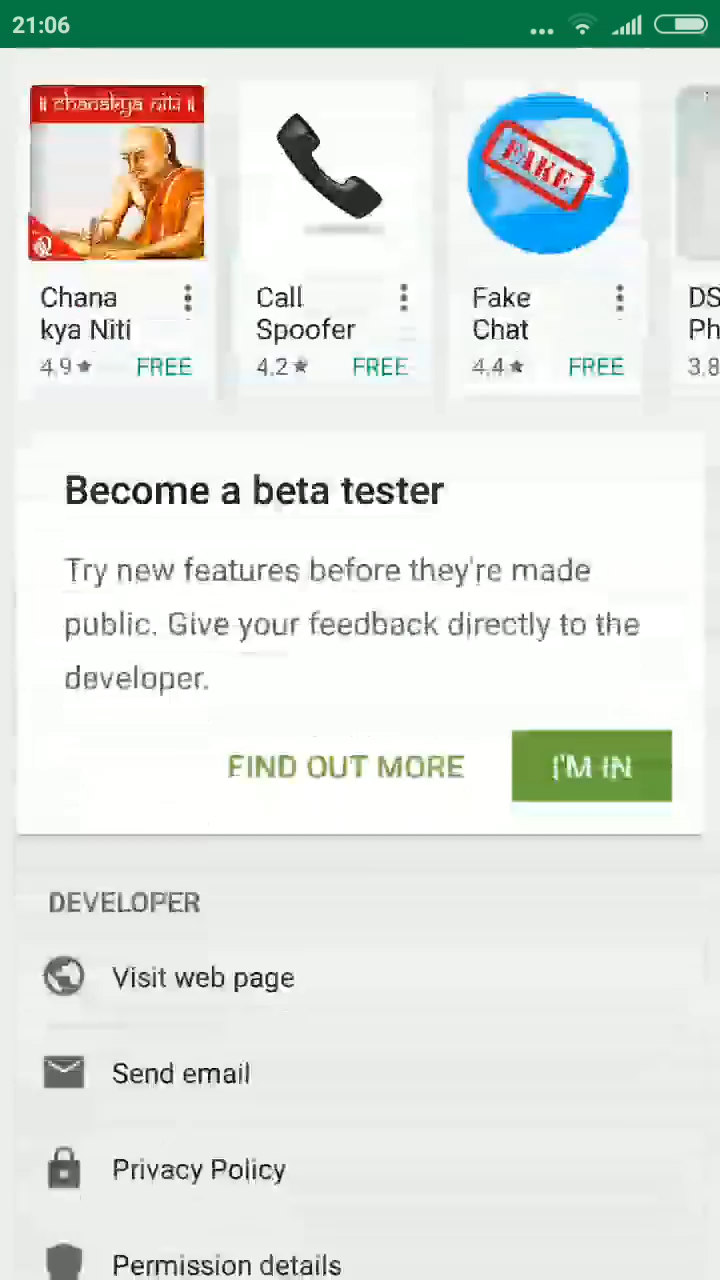 21:06
॥ chanakya niti ॥
FAKE
Chana
kya Niti
4.9 FREE
Call
Spoofer
4.2 FREE
Fake
Chat
4.4 FREE
DS
Ph
3.8
Become a beta tester
Try new features before they're made
public. Give your feedback directly to the
developer.
FIND OUT MORE
I'M IN
DEVELOPER
Visit web page
Send email
Privacy Policy
Permission details